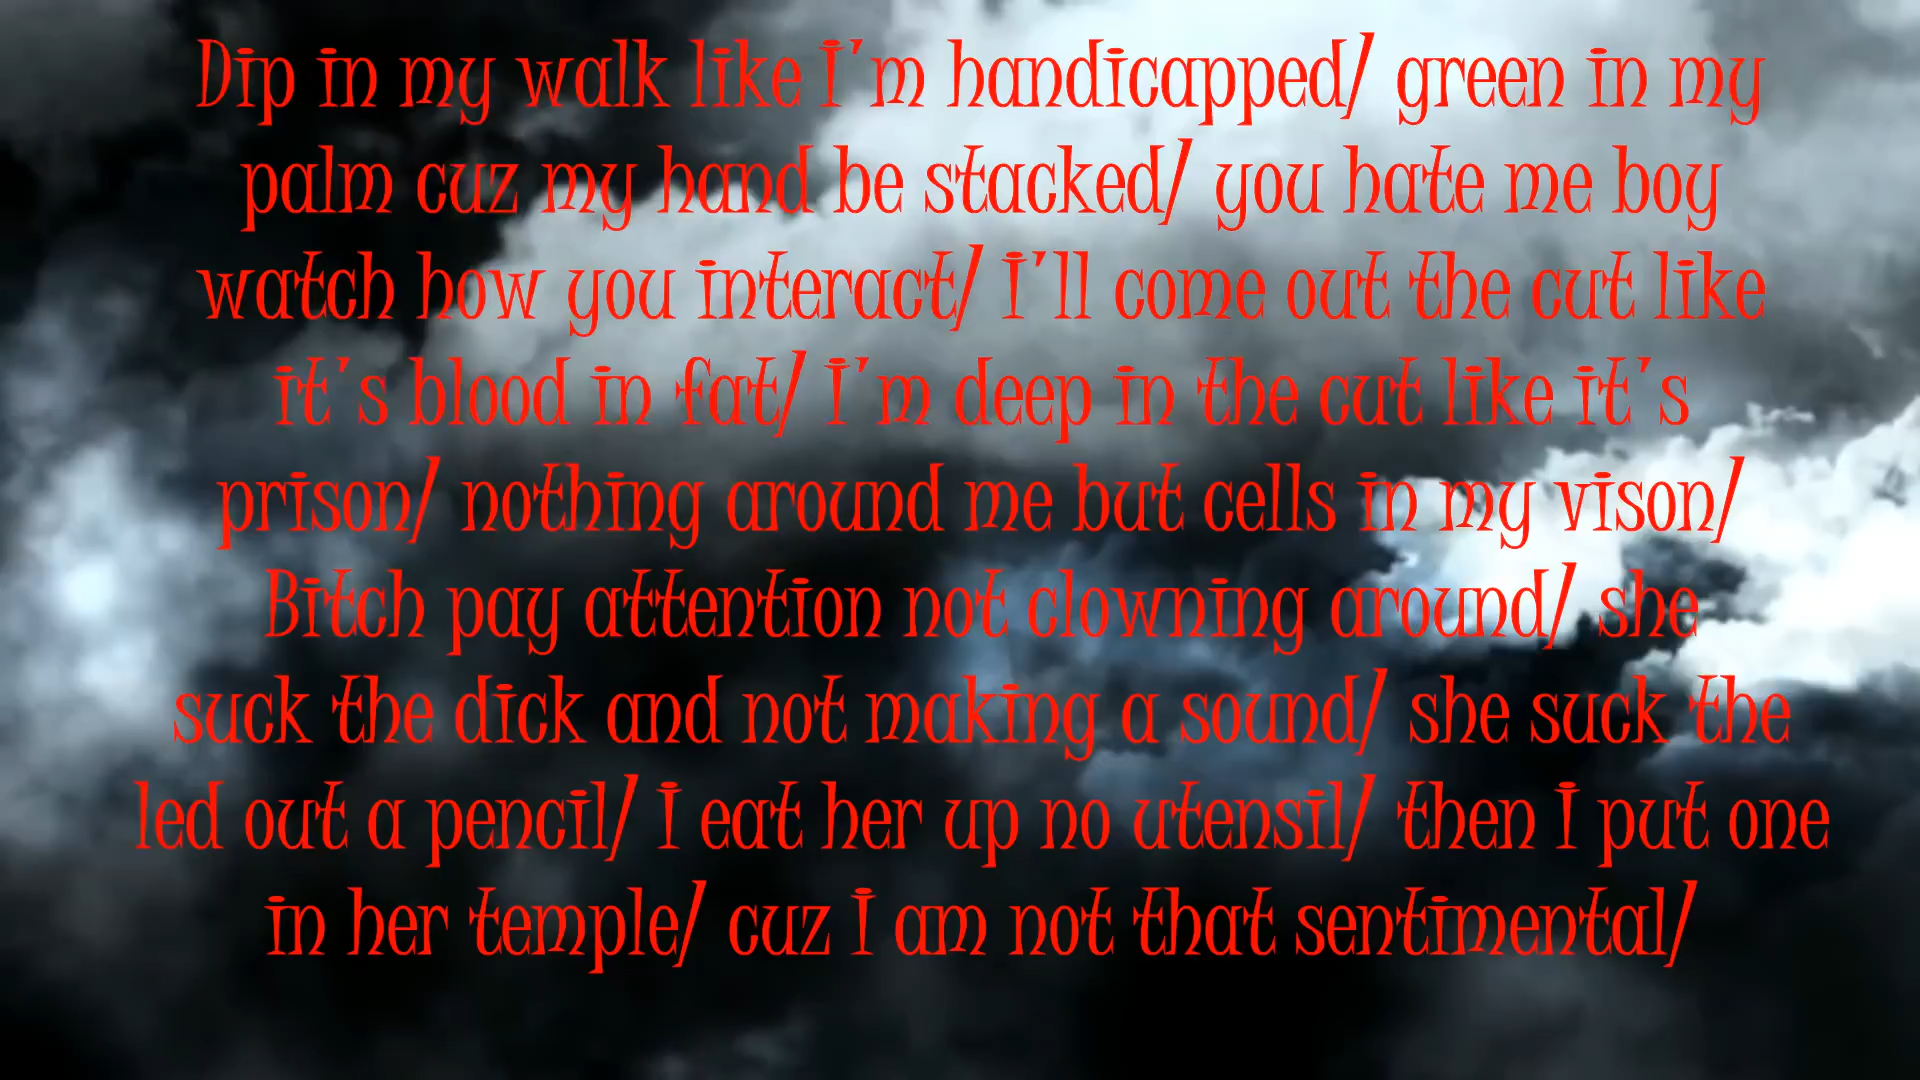 Dip in my walk like I'm handicapped/ green in my
palm cuz my hand be stacked/ you hate me boy
watch how you interact/ I'll come out the cut like
it's blood in fat/ I'm deep in the cut like it's
prison/ nothing around me but cells in my vison/
Bitch pay attention not clowning around/ she
suck the dick and not making a sound/ she suck the
led out a pencil/ I eat her up no utensil/ then I put one
in her temple/ cuz I am not that sentimental/